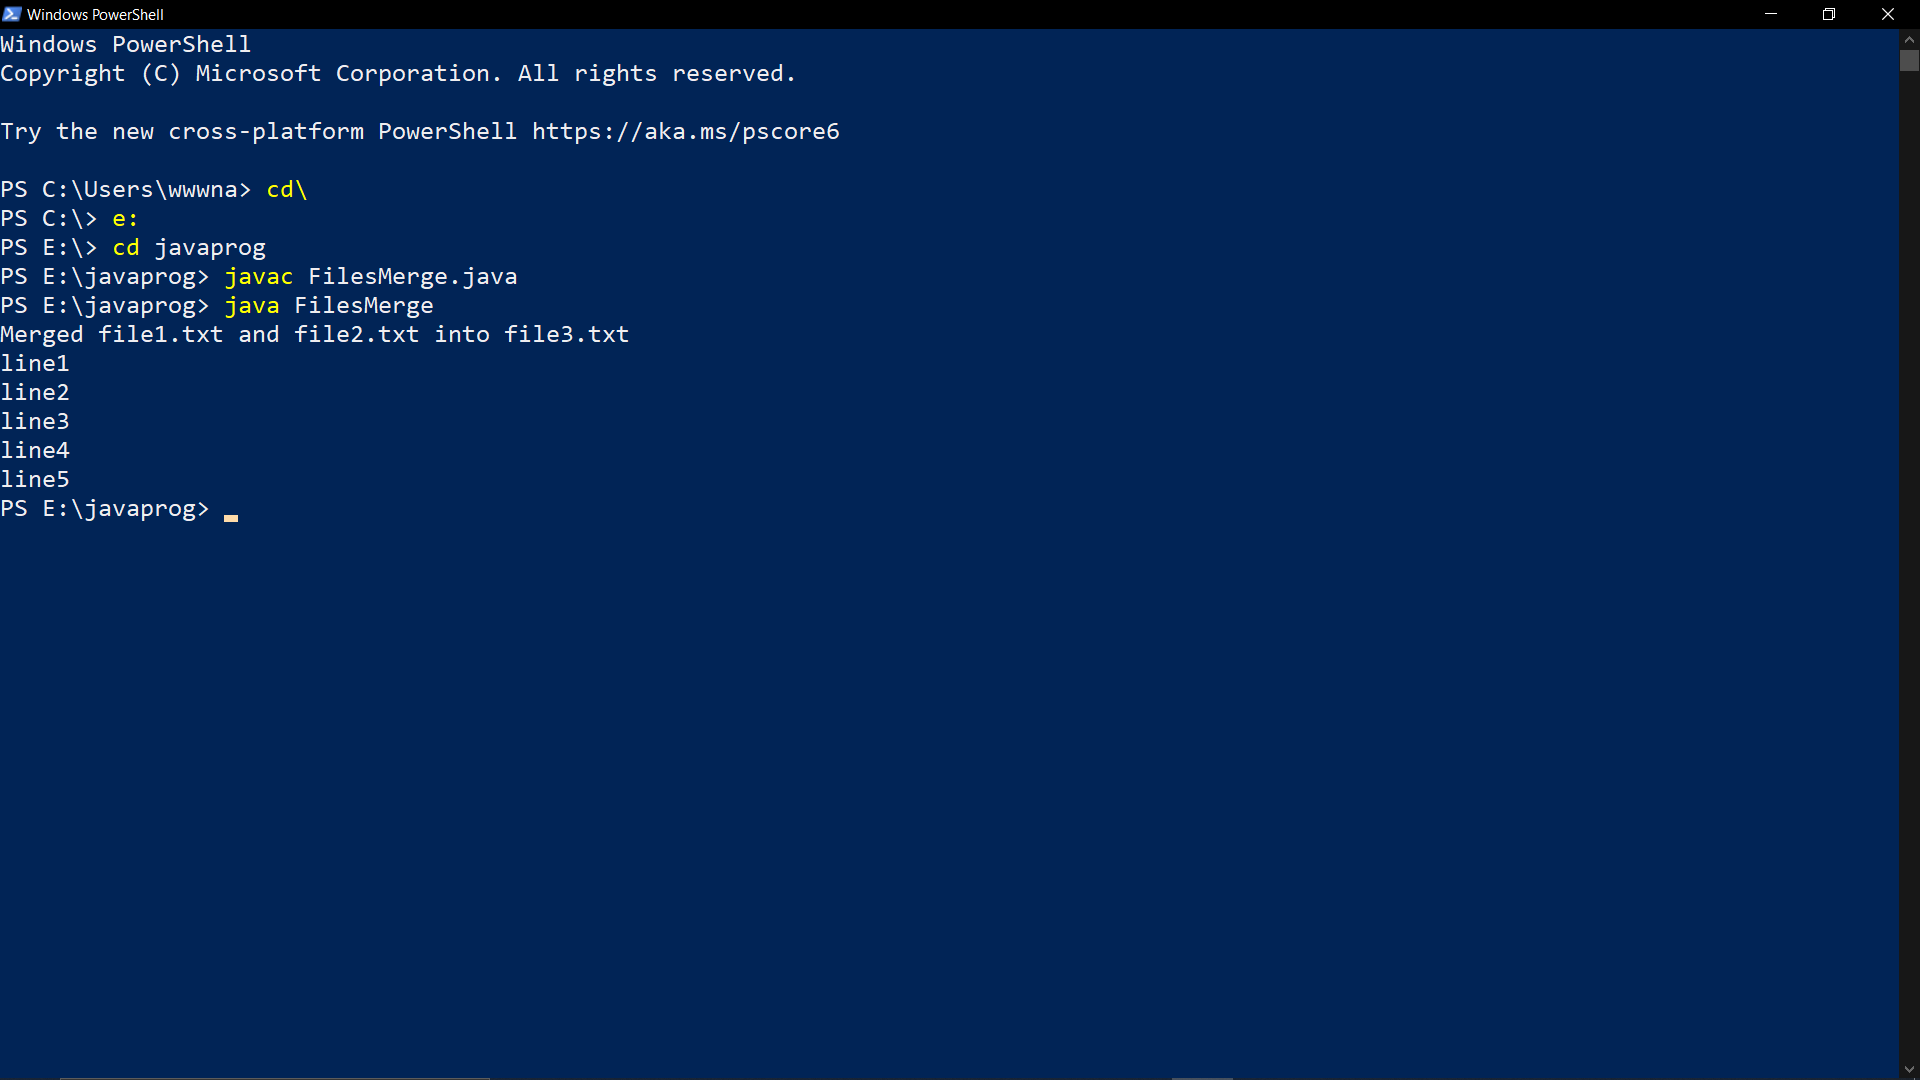 Windows PowerShell
Windows PowerShell
Copyright (C) Microsoft Corporation. All rights reserved.
Try the new cross-platform PowerShell https://aka.ms/pscore6
PS C:\Users\wwwna> cd\
PS C:\> e:
PS E:\> cd javaprog
PS E:\javaprog> javac FilesMerge.java
PS E:\javaprog> java FilesMerge
Merged file1.txt and file2.txt into file3.txt
line1
line2
line3
line4
line5
PS E:\javaprog>